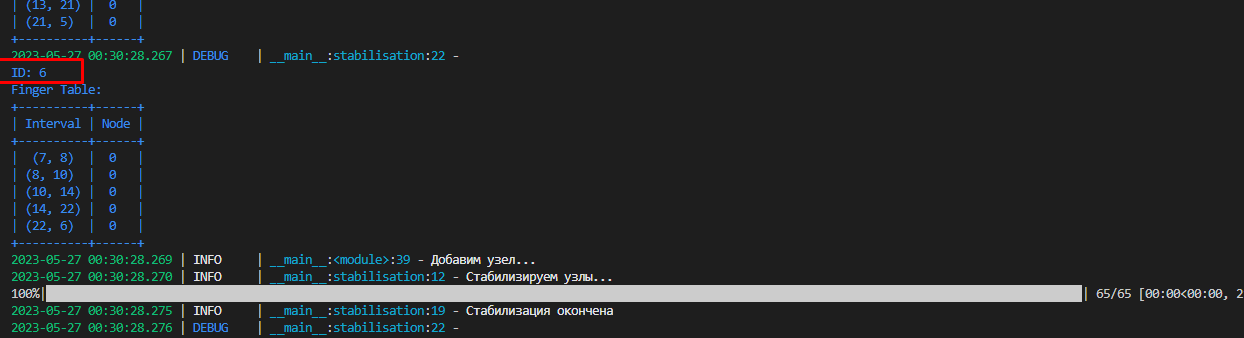 | (13, 21) |  0   |
| (21, 5)  |  0   |
+----------+------+
2023-05-27 00:30:28.267 | DEBUG    | __main__:stabilisation:22 -
ID: 6
Finger Table:
+----------+------+
| Interval | Node |
+----------+------+
|  (7, 8)  |  0   |
| (8, 10)  |  0   |
| (10, 14) |  0   |
| (14, 22) |  0   |
| (22, 6)  |  0   |
+----------+------+
2023-05-27 00:30:28.269 | INFO     | __main__:<module>:39 - Добавим узел...
2023-05-27 00:30:28.270 | INFO     | __main__:stabilisation:12 - Стабилизируем узлы...
100%| | 65/65 [00:00<00:00, 2
2023-05-27 00:30:28.275 | INFO     | __main__:stabilisation:19 - Стабилизация окончена
2023-05-27 00:30:28.276 | DEBUG    | __main__:stabilisation:22 -